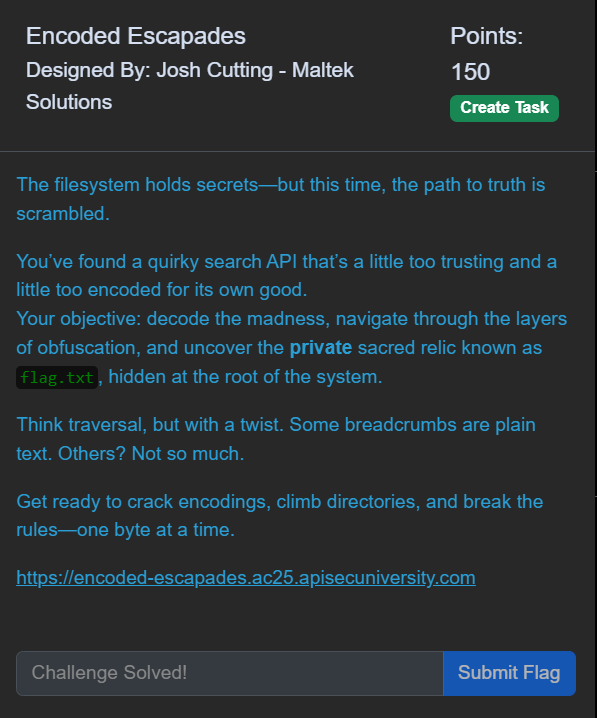 Encoded Escapades
Points:
Designed By: Josh Cutting - Maltek
150
Solutions
Create Task
The filesystem holds secrets—but this time, the path to truth is
scrambled.
You’ve found a quirky search API that’s a little too trusting and a
little too encoded for its own good.
Your objective: decode the madness, navigate through the layers
of obfuscation, and uncover the private sacred relic known as
flag.txt, hidden at the root of the system.
Think traversal, but with a twist. Some breadcrumbs are plain
text. Others? Not so much.
Get ready to crack encodings, climb directories, and break the
rules—one byte at a time.
https://encoded-escapades.ac25.apisecuniversity.com
Challenge Solved!
Submit Flag